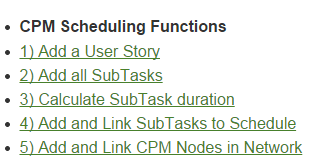 CPM Scheduling Functions
1) Add a User Story
2) Add all SubTasks
3) Calculate SubTask duration
4) Add and Link SubTasks to Schedule
5) Add and Link CPM Nodes in Network